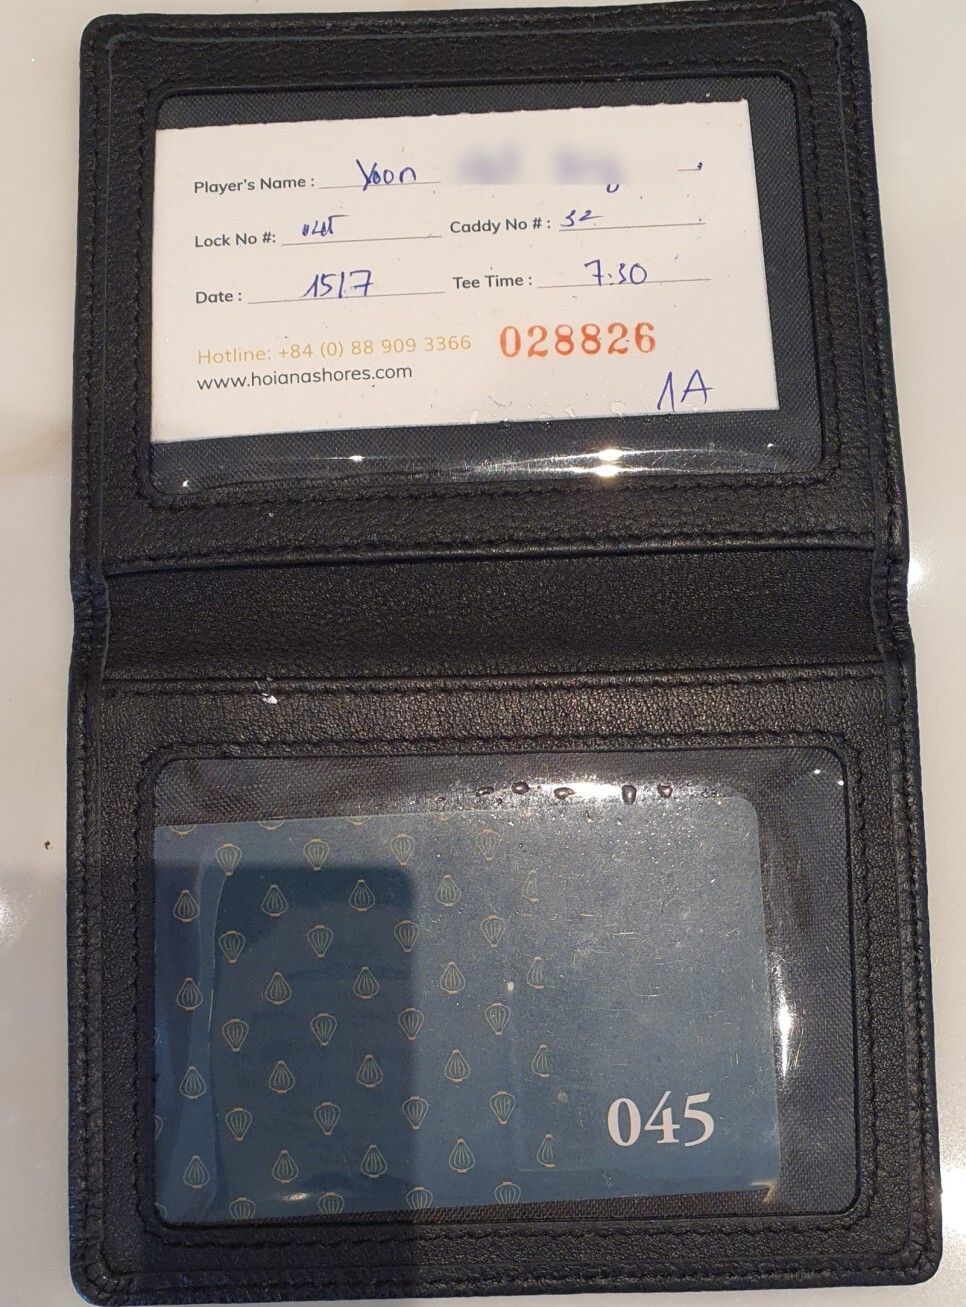 Player's Name : Yoon
Lock No #: 045 Caddy No # : 32
Date : 15/7 Tee Time : 7:30
Hotline: +84 (0) 88 909 3366 028826
www.hoianashores.com
1A
045